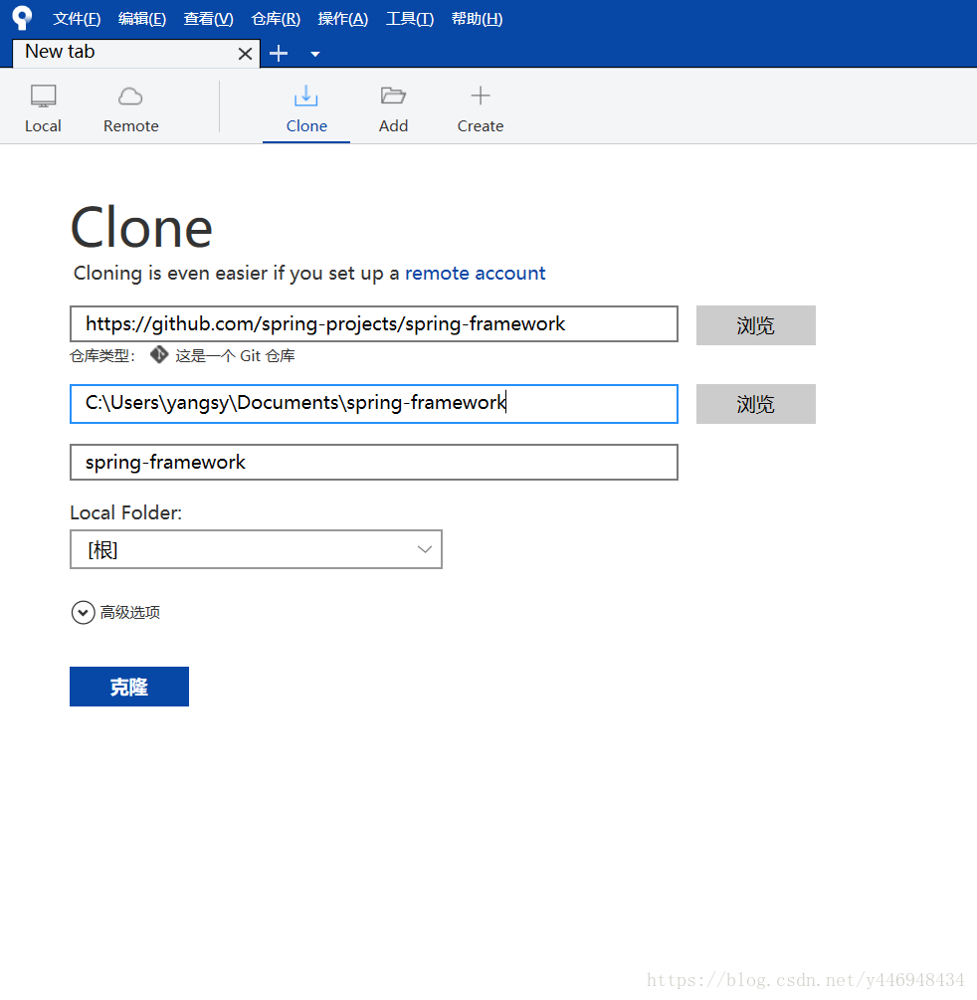 文件(F) 编辑(E) 查看(V) 仓库(R) 操作(A) 工具(T) 帮助(H)
New tab
Local Remote Clone Add Create
Clone
Cloning is even easier if you set up a remote account
https://github.com/spring-projects/spring-framework 浏览
仓库类型: 这是一个 Git 仓库
C:\Users\yangsy\Documents\spring-framework 浏览
spring-framework
Local Folder:
[根]
高级选项
克隆
https://blog.csdn.net/y446948434